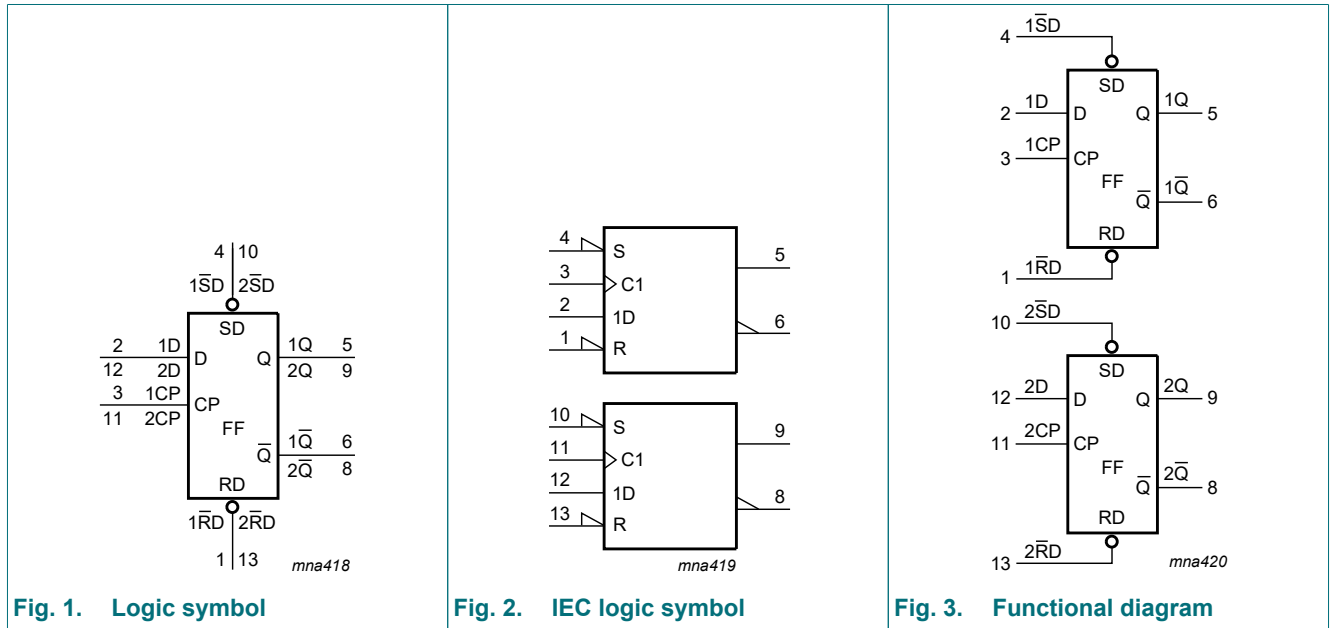 4 10
1S̅D 2S̅D
SD
2 1D D Q 1Q 5
12 2D 2Q 9
3 1CP CP
11 2CP
FF
Q̅ 1Q̅ 6
2Q̅ 8
RD
1R̅D 2R̅D
1 13
mna418
Fig. 1. Logic symbol
4 S 5
3 C1
2 1D 6
1 R
10 S 9
11 C1
12 1D 8
13 R
mna419
Fig. 2. IEC logic symbol
4 1S̅D
SD
2 1D D Q 1Q 5
3 1CP CP
FF
Q̅ 1Q̅ 6
RD
1 1R̅D
10 2S̅D
SD
12 2D D Q 2Q 9
11 2CP CP
FF
Q̅ 2Q̅ 8
RD
13 2R̅D
mna420
Fig. 3. Functional diagram